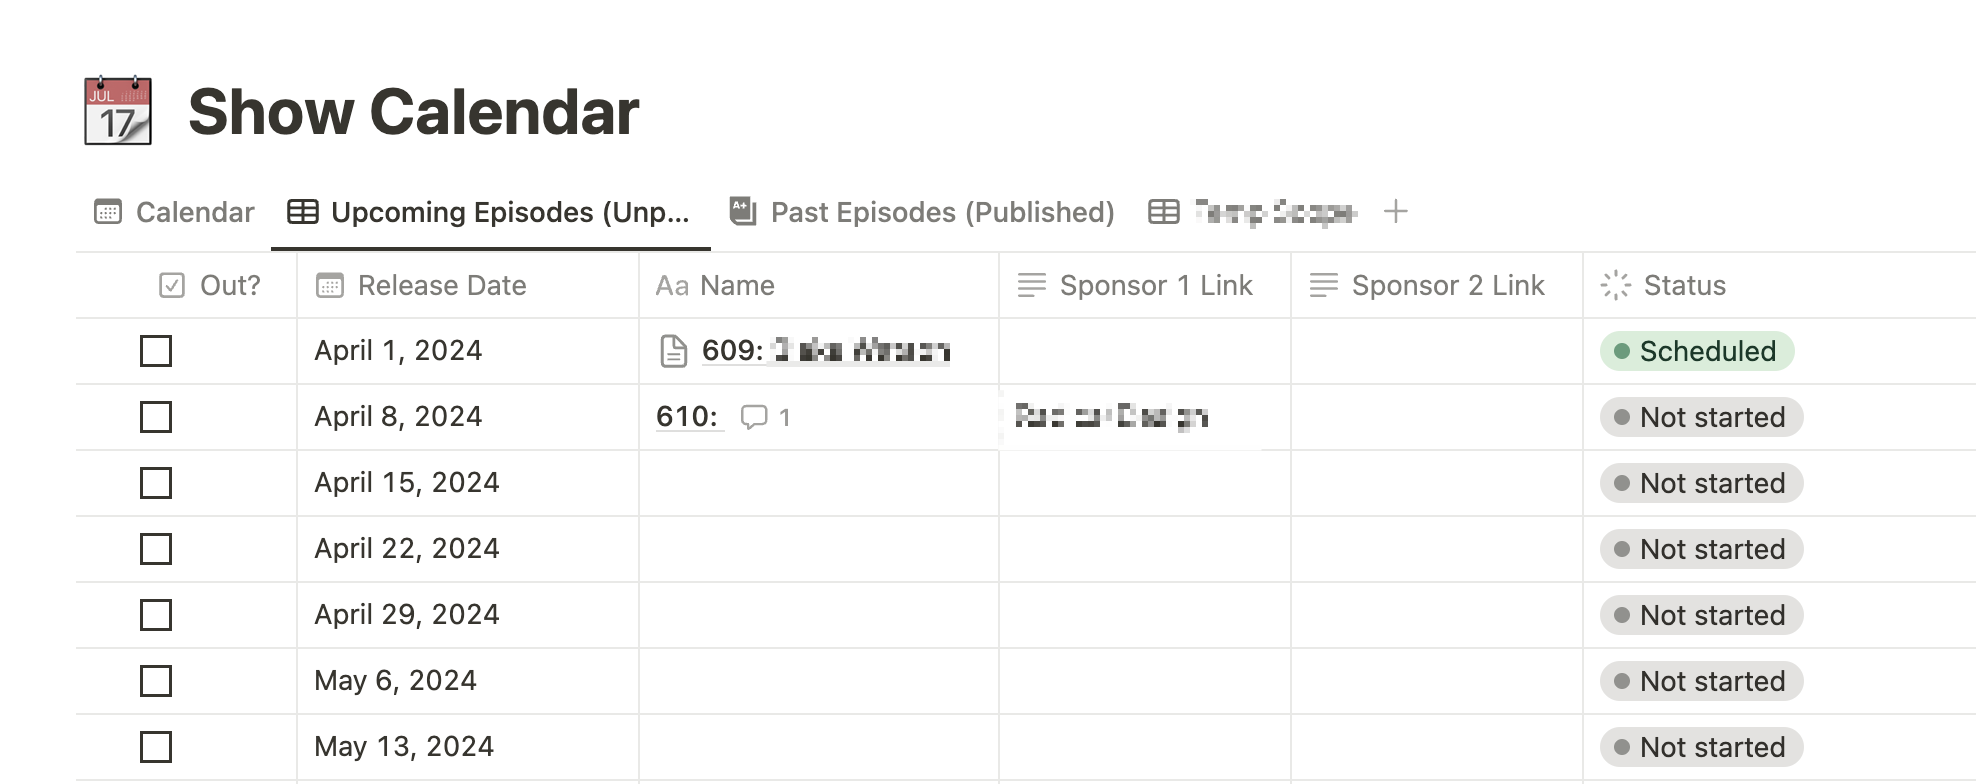 JUL
17
Show Calendar
Calendar Upcoming Episodes (Unp... Past Episodes (Published)
Out? Release Date Aa Name Sponsor 1 Link Sponsor 2 Link Status
April 1, 2024 609: Scheduled
April 8, 2024 610: 1 Not started
April 15, 2024 Not started
April 22, 2024 Not started
April 29, 2024 Not started
May 6, 2024 Not started
May 13, 2024 Not started